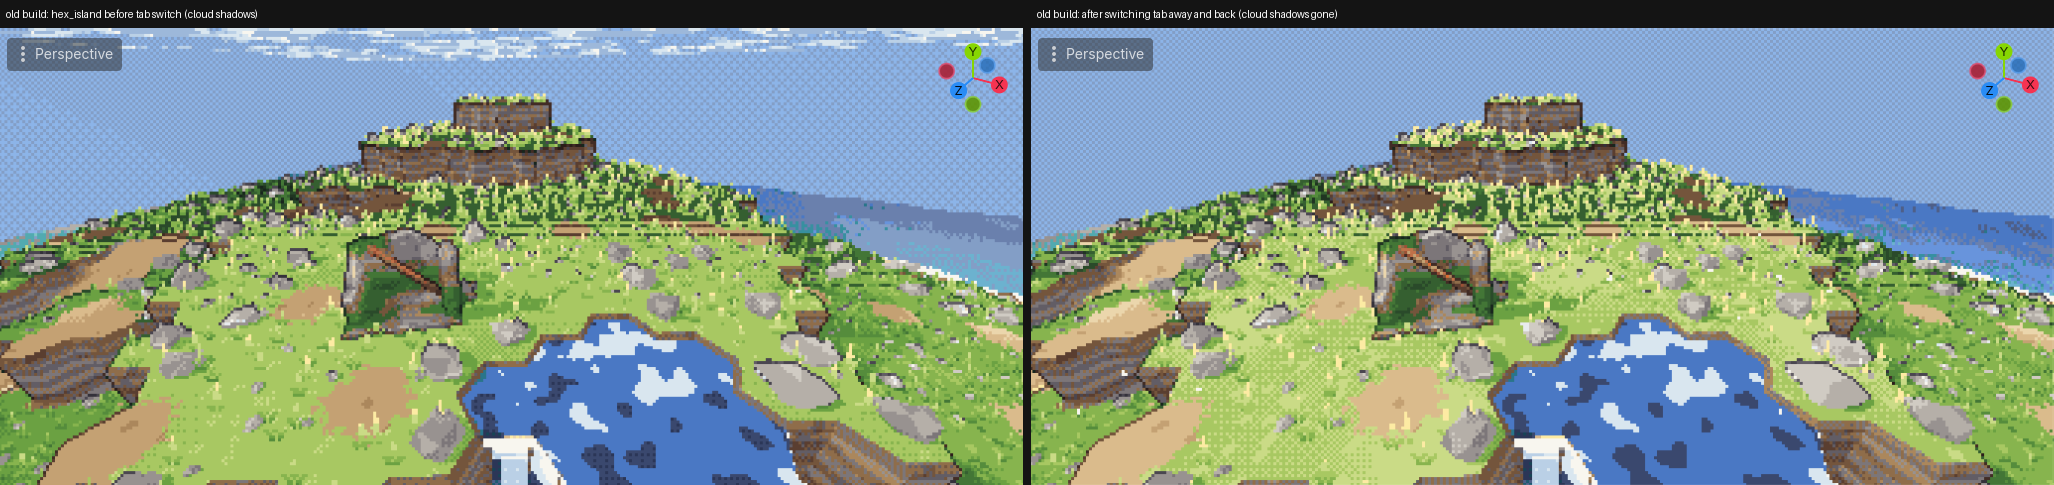 old build: hex_island before tab switch (cloud shadows)
old build: after switching tab away and back (cloud shadows gone)
Perspective
Y
X
Z
Perspective
Y
X
Z